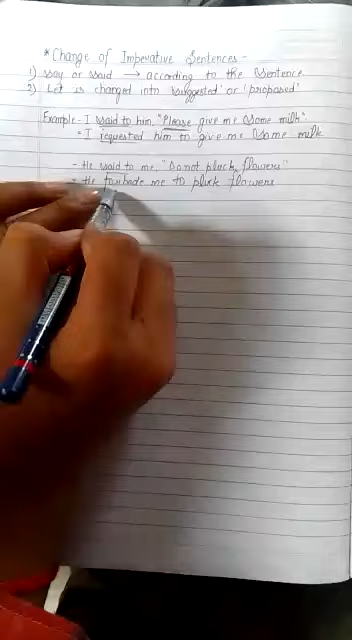 * Change of Imperative Sentences -
1) Say or Said → according to the Sentence
2) Let is changed into 'suggested' or 'proposed'
Example - I said to him, "Please give me some milk"
= I requested him to give me some milk
- He said to me, "Do not pluck flowers"
= He forbade me to pluck flowers